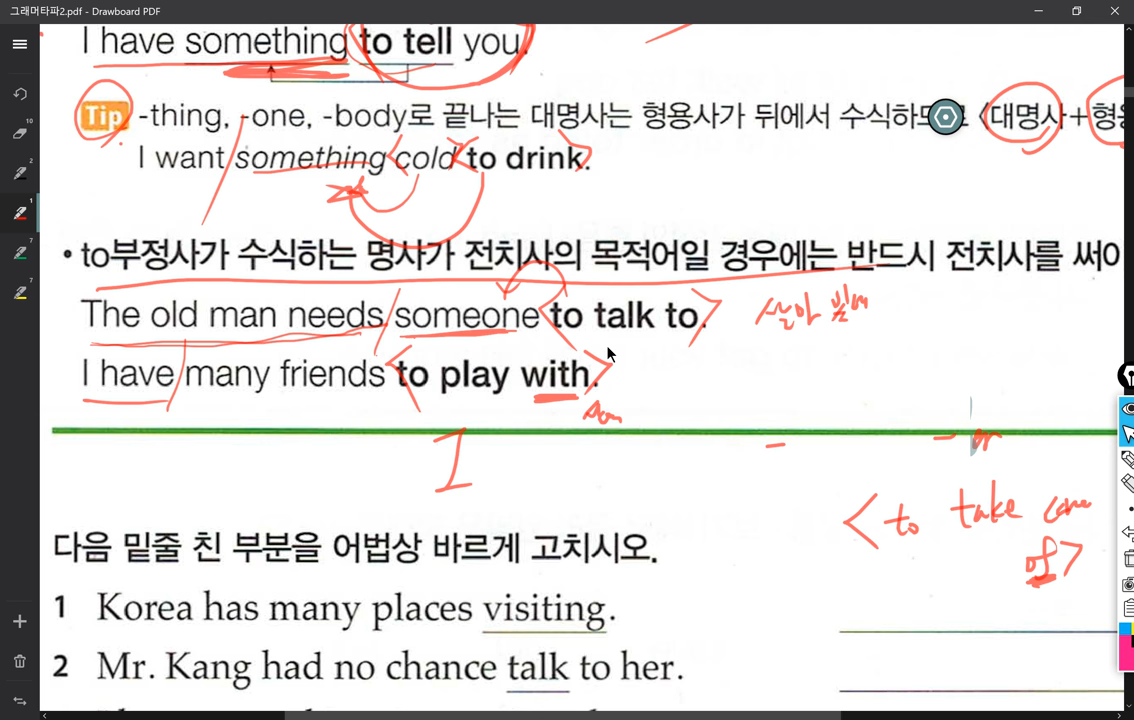 그래머타파2.pdf - Drawboard PDF
I have something to tell you.
Tip -thing, -one, -body로 끝나는 대명사는 형용사가 뒤에서 수식하므로 〈대명사+형용
I want something cold to drink.
• to부정사가 수식하는 명사가 전치사의 목적어일 경우에는 반드시 전치사를 써야
The old man needs someone to talk to.
I have many friends to play with.
I
< to take care
of >
다음 밑줄 친 부분을 어법상 바르게 고치시오.
1 Korea has many places visiting.
2 Mr. Kang had no chance talk to her.